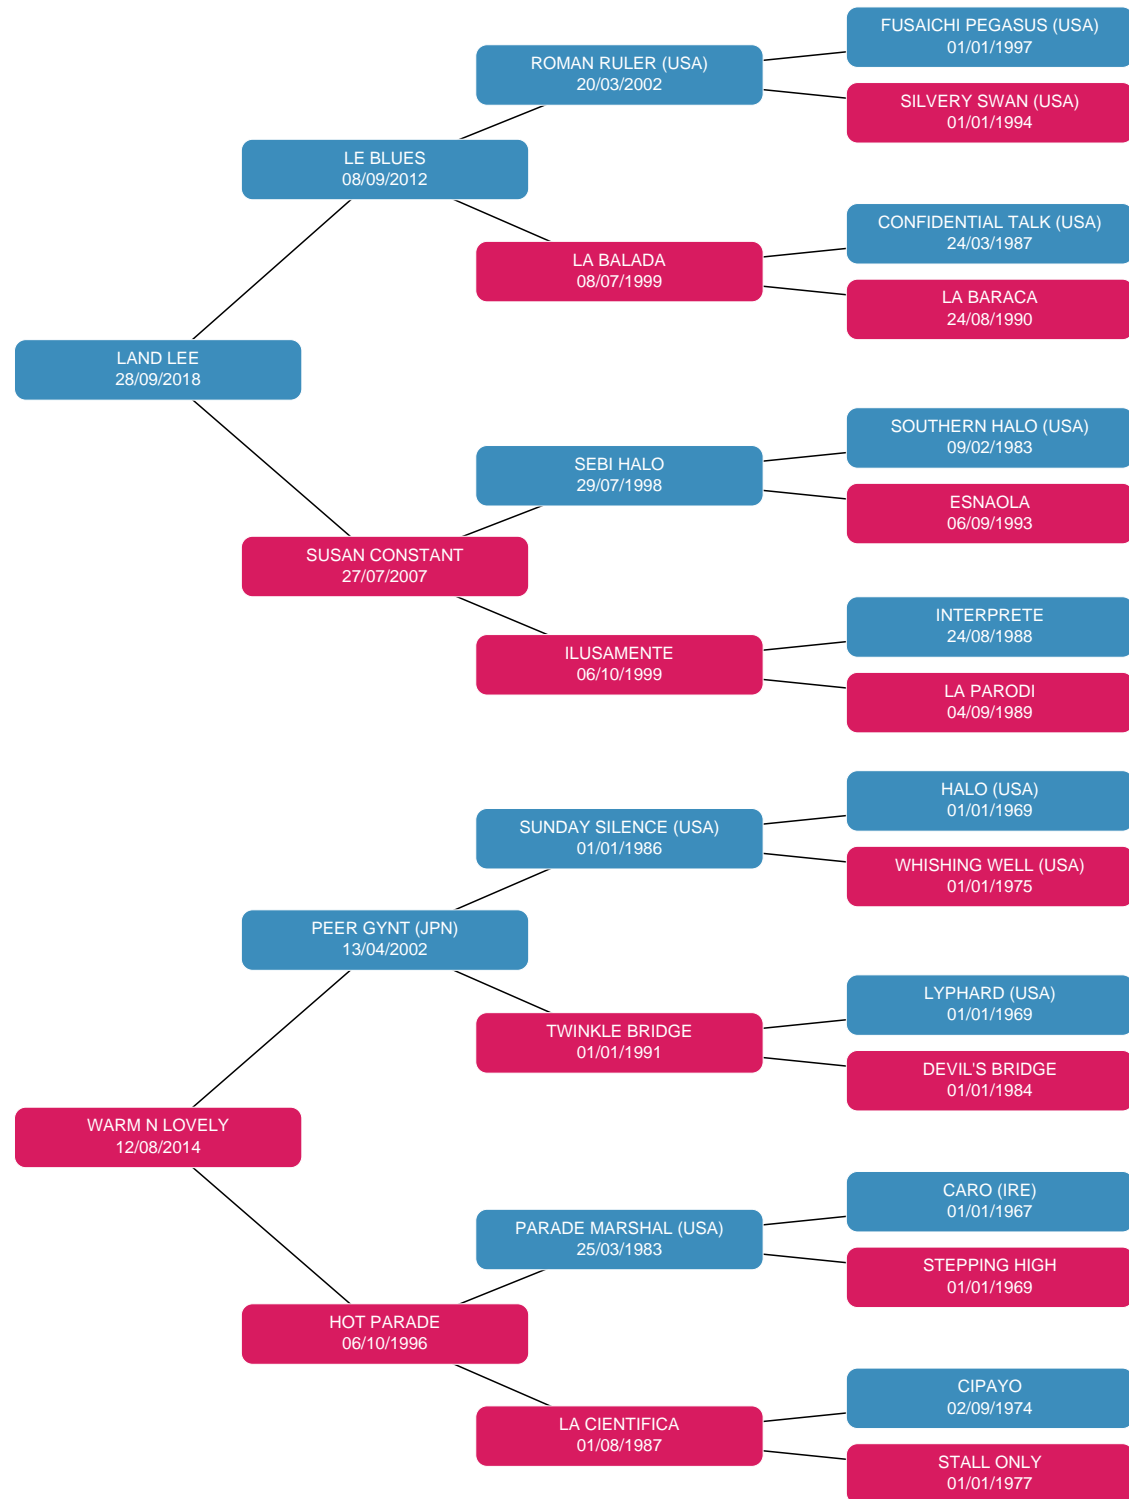 FUSAICHI PEGASUS (USA)
01/01/1997
ROMAN RULER (USA)
20/03/2002
SILVERY SWAN (USA)
01/01/1994
LE BLUES
08/09/2012
CONFIDENTIAL TALK (USA)
24/03/1987
LA BALADA
08/07/1999
LA BARACA
24/08/1990
LAND LEE
28/09/2018
SOUTHERN HALO (USA)
09/02/1983
SEBI HALO
29/07/1998
ESNAOLA
06/09/1993
SUSAN CONSTANT
27/07/2007
INTERPRETE
24/08/1988
ILUSAMENTE
06/10/1999
LA PARODI
04/09/1989
HALO (USA)
01/01/1969
SUNDAY SILENCE (USA)
01/01/1986
WHISHING WELL (USA)
01/01/1975
PEER GYNT (JPN)
13/04/2002
LYPHARD (USA)
01/01/1969
TWINKLE BRIDGE
01/01/1991
DEVIL'S BRIDGE
01/01/1984
WARM N LOVELY
12/08/2014
CARO (IRE)
01/01/1967
PARADE MARSHAL (USA)
25/03/1983
STEPPING HIGH
01/01/1969
HOT PARADE
06/10/1996
CIPAYO
02/09/1974
LA CIENTIFICA
01/08/1987
STALL ONLY
01/01/1977